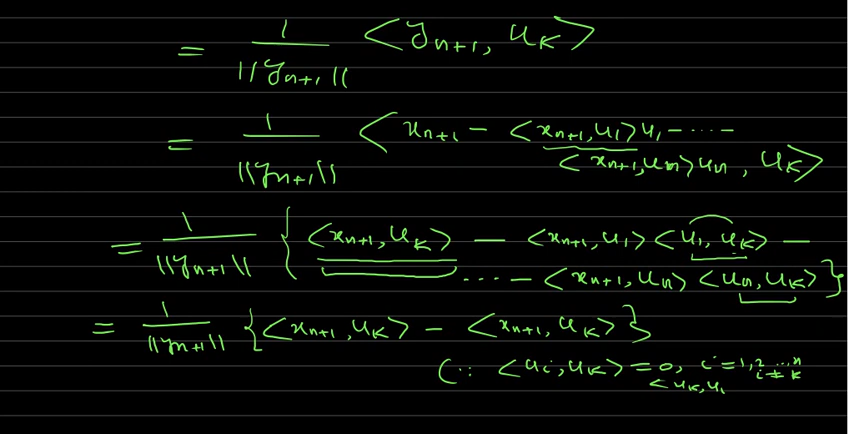 = 1/||y_{n+1}|| <y_{n+1}, u_k>
= 1/||y_{n+1}|| <x_{n+1} - <x_{n+1}, u_1> u_1 - ....
<x_{n+1}, u_n> u_n, u_k>
= 1/||y_{n+1}|| { <x_{n+1}, u_k> - <x_{n+1}, u_1> <u_1, u_k> -
... - <x_{n+1}, u_n> <u_n, u_k> }
= 1/||y_{n+1}|| { <x_{n+1}, u_k> - <x_{n+1}, u_k> }
(∵ <u_i, u_k> = 0, i = 1, 2 ... n
i ≠ k
<u_k, u_1